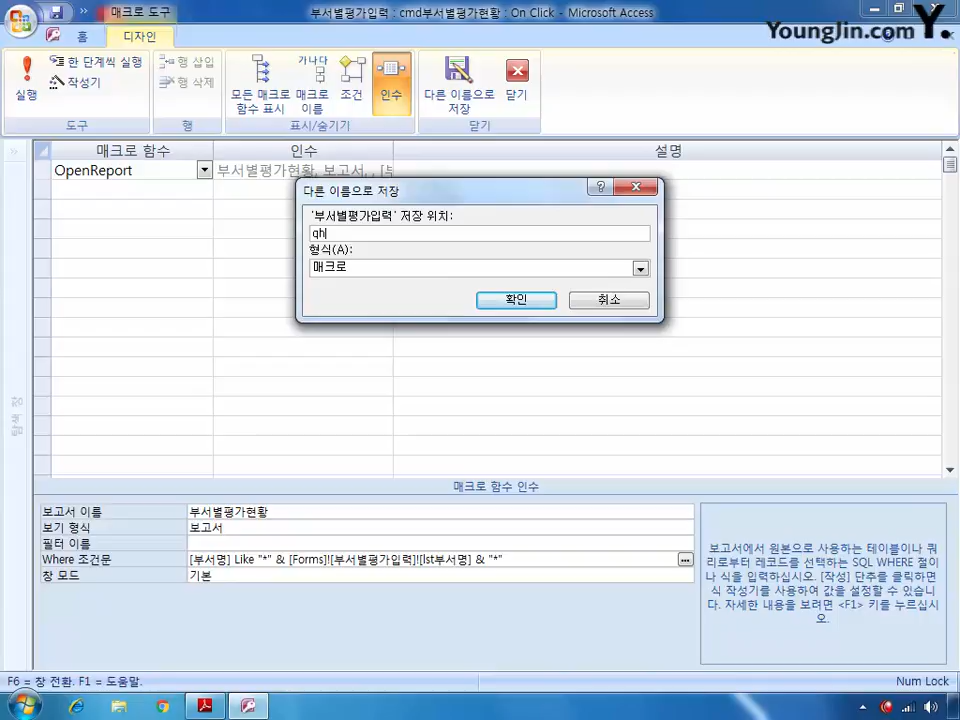 매크로 도구
부서별평가입력 : cmd부서별평가현황 : On Click - Microsoft Access
YoungJin.com Y.
홈
디자인
실행
한 단계씩 실행
작성기
행 삽입
행 삭제
모든 매크로 함수 표시
가나다
매크로 이름
조건
인수
다른 이름으로 저장
닫기
도구
행
표시/숨기기
닫기
매크로 함수
인수
설명
OpenReport
부서별평가현황, 보고서, , [부
다른 이름으로 저장
'부서별평가입력' 저장 위치:
qh
형식(A):
매크로
확인
취소
탐색 창
매크로 함수 인수
보고서 이름
부서별평가현황
보기 형식
보고서
필터 이름
Where 조건문
[부서명] Like "*" & [Forms]![부서별평가입력]![lst부서명] & "*"
창 모드
기본
보고서에서 원본으로 사용하는 테이블이나 쿼
리로부터 레코드를 선택하는 SQL WHERE 절이
나 식을 입력하십시오. [작성] 단추를 클릭하면
식 작성기를 사용하여 값을 설정할 수 있습니
다. 자세한 내용을 보려면 <F1> 키를 누르십시
오.
F6 = 창 전환. F1 = 도움말.
Num Lock